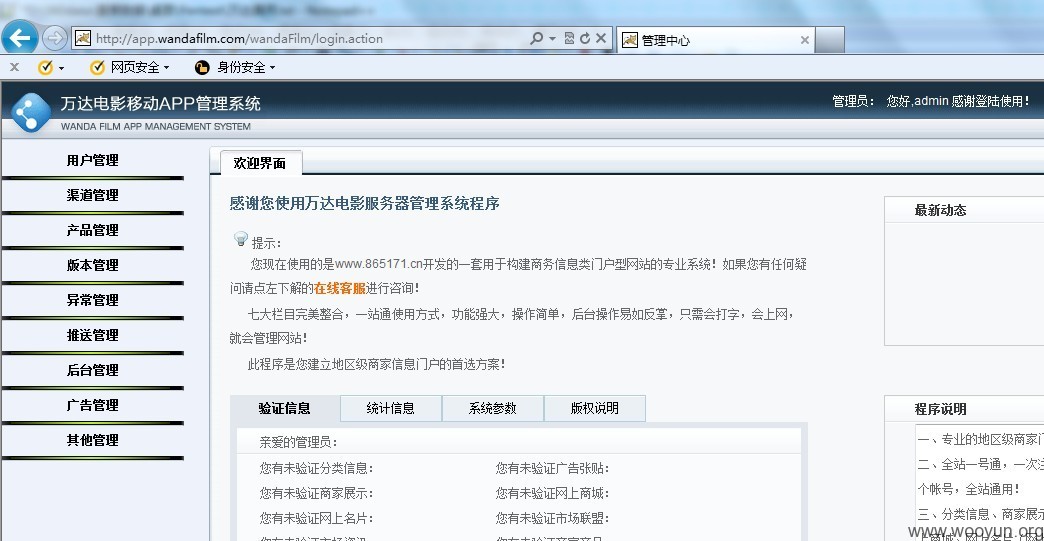 http://app.wandafilm.com/wandaFilm/login.action
管理中心
网页安全
身份安全
万达电影移动APP管理系统
WANDA FILM APP MANAGEMENT SYSTEM
管理员： 您好,admin 感谢登陆使用！
用户管理
渠道管理
产品管理
版本管理
异常管理
推送管理
后台管理
广告管理
其他管理
欢迎界面
感谢您使用万达电影服务器管理系统程序
提示：
您现在使用的是www.865171.cn开发的一套用于构建商务信息类门户型网站的专业系统！如果您有任何疑
问请点左下解的在线客服进行咨询！
七大栏目完美整合，一站通使用方式，功能强大，操作简单，后台操作易如反掌，只需会打字，会上网，
就会管理网站！
此程序是您建立地区级商家信息门户的首选方案！
验证信息 统计信息 系统参数 版权说明
亲爱的管理员：
您有未验证分类信息： 您有未验证广告张贴：
您有未验证商家展示： 您有未验证网上商城：
您有未验证网上名片： 您有未验证市场联盟：
最新动态
程序说明
一、专业的地区级商家门
二、全站一号通，一次注
个帐号，全站通用！
三、分类信息、商家展示
www.wooyun.org